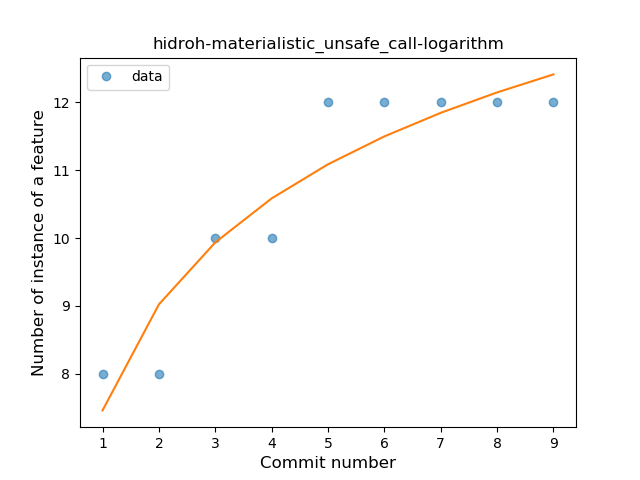 hidroh-materialistic_unsafe_call-logarithm
data
Number of instance of a feature
12
11
10
9
8
1 2 3 4 5 6 7 8 9
Commit number